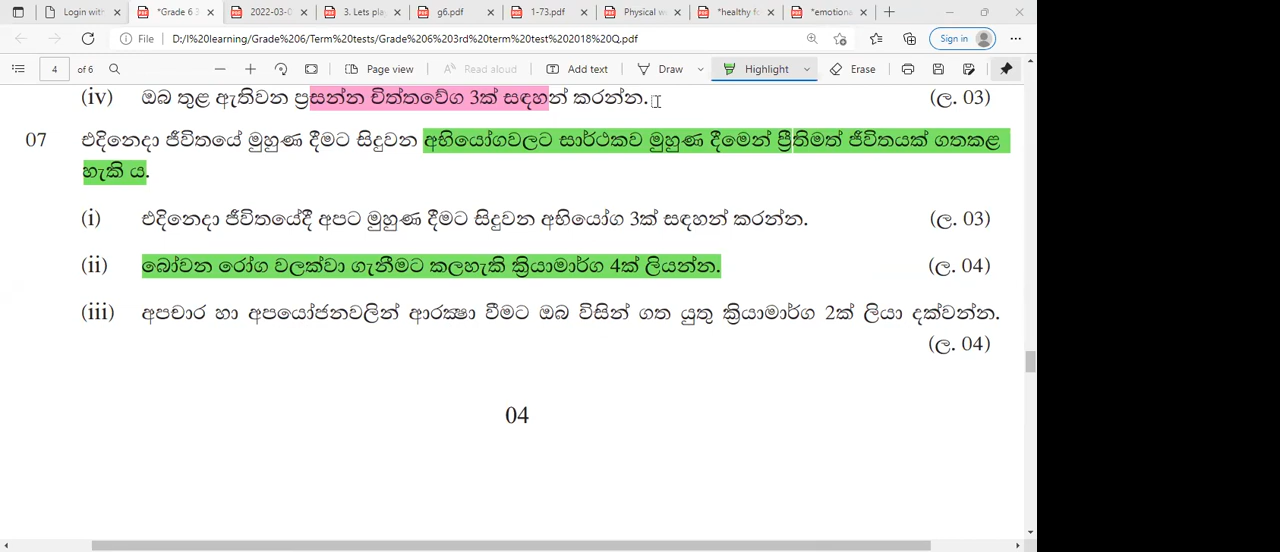 Login with
*Grade 6 3
2022-03-0
3. Lets pla
g6.pdf
1-73.pdf
Physical w
*healthy fo
*emotiona
File
D:/I%20learning/Grade%206/Term%20tests/Grade%206%203rd%20term%20test%202018%20Q.pdf
Sign in
4 of 6
Page view
Read aloud
Add text
Draw
Highlight
Erase
(iv) ඔබ තුළ ඇතිවන ප්‍රසන්න චිත්තවේග 3ක් සඳහන් කරන්න. (ල. 03)
07 එදිනෙදා ජීවිතයේ මුහුණ දීමට සිදුවන අභියෝගවලට සාර්ථකව මුහුණ දීමෙන් ප්‍රීතිමත් ජීවිතයක් ගතකළ
හැකි ය.
(i) එදිනෙදා ජීවිතයේදී අපට මුහුණ දීමට සිදුවන අභියෝග 3ක් සඳහන් කරන්න. (ල. 03)
(ii) බෝවන රෝග වලක්වා ගැනීමට කලහැකි ක්‍රියාමාර්ග 4ක් ලියන්න. (ල. 04)
(iii) අපචාර හා අපයෝජනවලින් ආරක්‍ෂා වීමට ඔබ විසින් ගත යුතු ක්‍රියාමාර්ග 2ක් ලියා දක්වන්න.
(ල. 04)
04